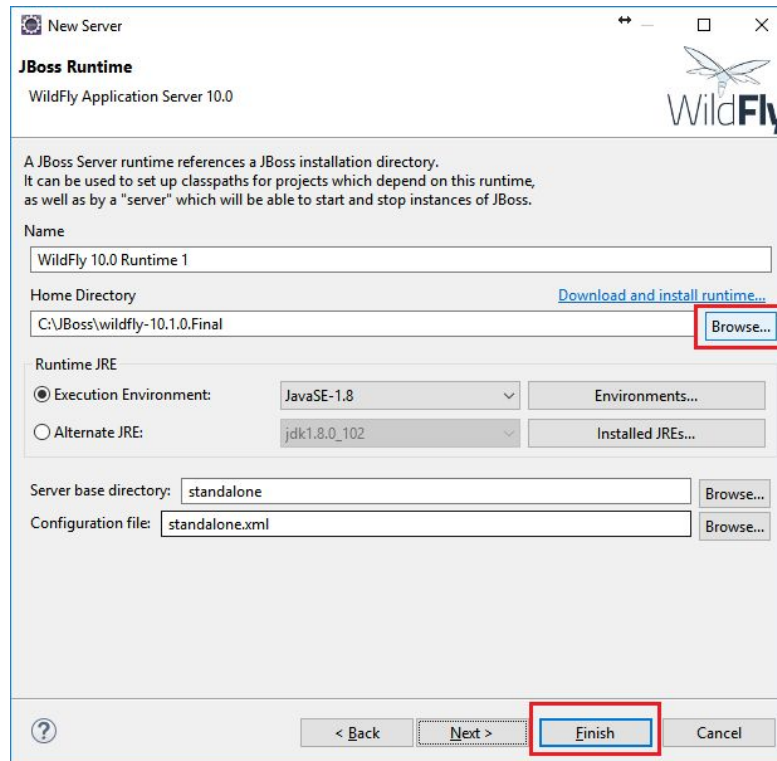 New Server
JBoss Runtime
WildFly Application Server 10.0
WildFly
A JBoss Server runtime references a JBoss installation directory.
It can be used to set up classpaths for projects which depend on this runtime,
as well as by a "server" which will be able to start and stop instances of JBoss.
Name
WildFly 10.0 Runtime 1
Home Directory Download and install runtime...
C:\JBoss\wildfly-10.1.0.Final Browse...
Runtime JRE
Execution Environment: JavaSE-1.8 Environments...
Alternate JRE: jdk1.8.0_102 Installed JREs...
Server base directory: standalone Browse...
Configuration file: standalone.xml Browse...
? < Back Next > Finish Cancel